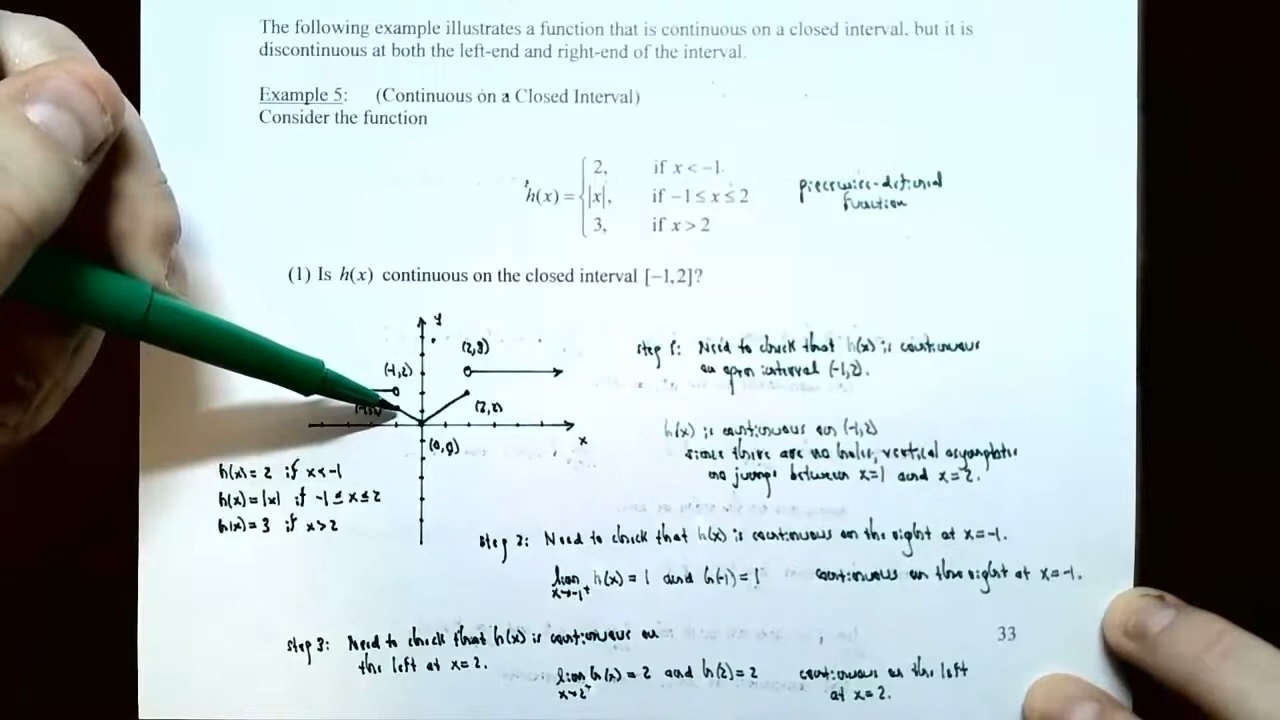 The following example illustrates a function that is continuous on a closed interval, but it is
discontinuous at both the left-end and right-end of the interval.
Example 5: (Continuous on a Closed Interval)
Consider the function
h(x) = { 2, if x < -1.
|x|, if -1 ≤ x ≤ 2
3, if x > 2
piecewise-defined
function
(1) Is h(x) continuous on the closed interval [-1,2]?
y
(2,3)
(-1,2)
(2,2)
x
(0,0)
h(x) = 2 if x < -1
h(x) = |x| if -1 ≤ x ≤ 2
h(x) = 3 if x > 2
Step 1: Need to check that h(x) is continuous
on open interval (-1,2).
h(x) is continuous on (-1,2)
since there are no holes, vertical asymptotes
no jumps between x=1 and x=2.
Step 2: Need to check that h(x) is continuous on the right at x=-1.
lim h(x) = 1 and h(-1) = 1 continuous on the right at x=-1.
x→-1⁺
Step 3: Need to check that h(x) is continuous on
the left at x=2.
lim h(x) = 2 and h(2) = 2 continuous on the left
at x=2.
33